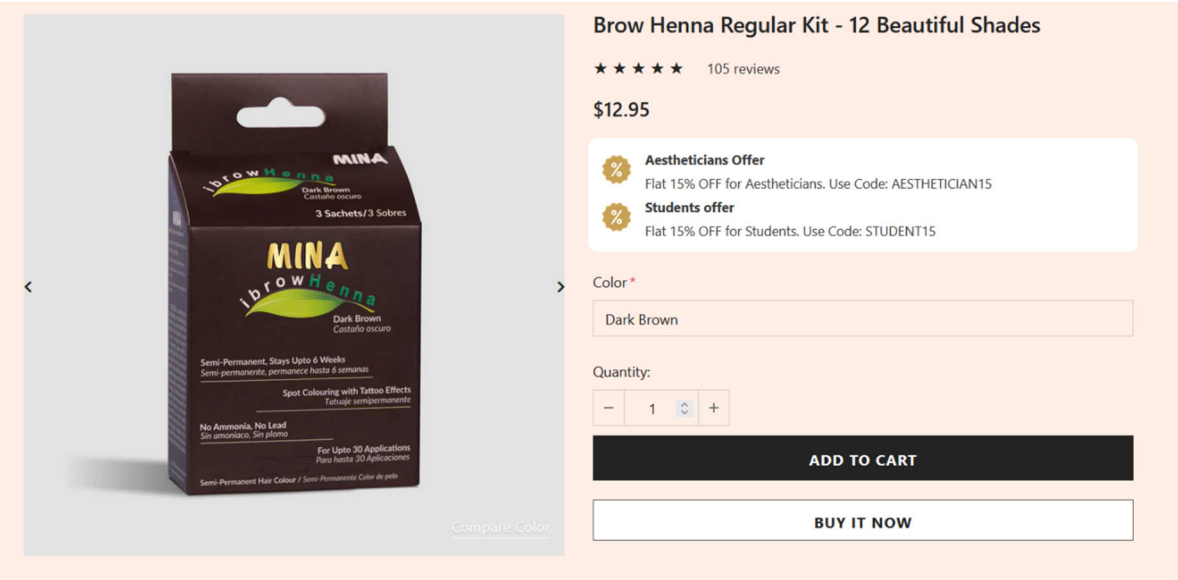 MINA
ibrowHenna
Dark Brown
Castaño oscuro
3 Sachets/3 Sobres
MINA
MINA
ibrowHenna
Dark Brown
Castaño oscuro
Semi-Permanent, Stays Upto 6 Weeks
Semi-permanente, permanece hasta 6 semanas
Spot Colouring with Tattoo Effects
Tatuaje semipermanente
No Ammonia, No Lead
Sin amoniaco, Sin plomo
For Upto 30 Applications
Para hasta 30 Aplicaciones
Semi-Permanent Hair Colour / Semi-Permanente Color de pelo
Compare Color
Brow Henna Regular Kit - 12 Beautiful Shades
★ ★ ★ ★ ★ 105 reviews
$12.95
% Aestheticians Offer
Flat 15% OFF for Aestheticians. Use Code: AESTHETICIAN15
% Students offer
Flat 15% OFF for Students. Use Code: STUDENT15
Color *
Dark Brown
Quantity:
− 1 +
ADD TO CART
BUY IT NOW